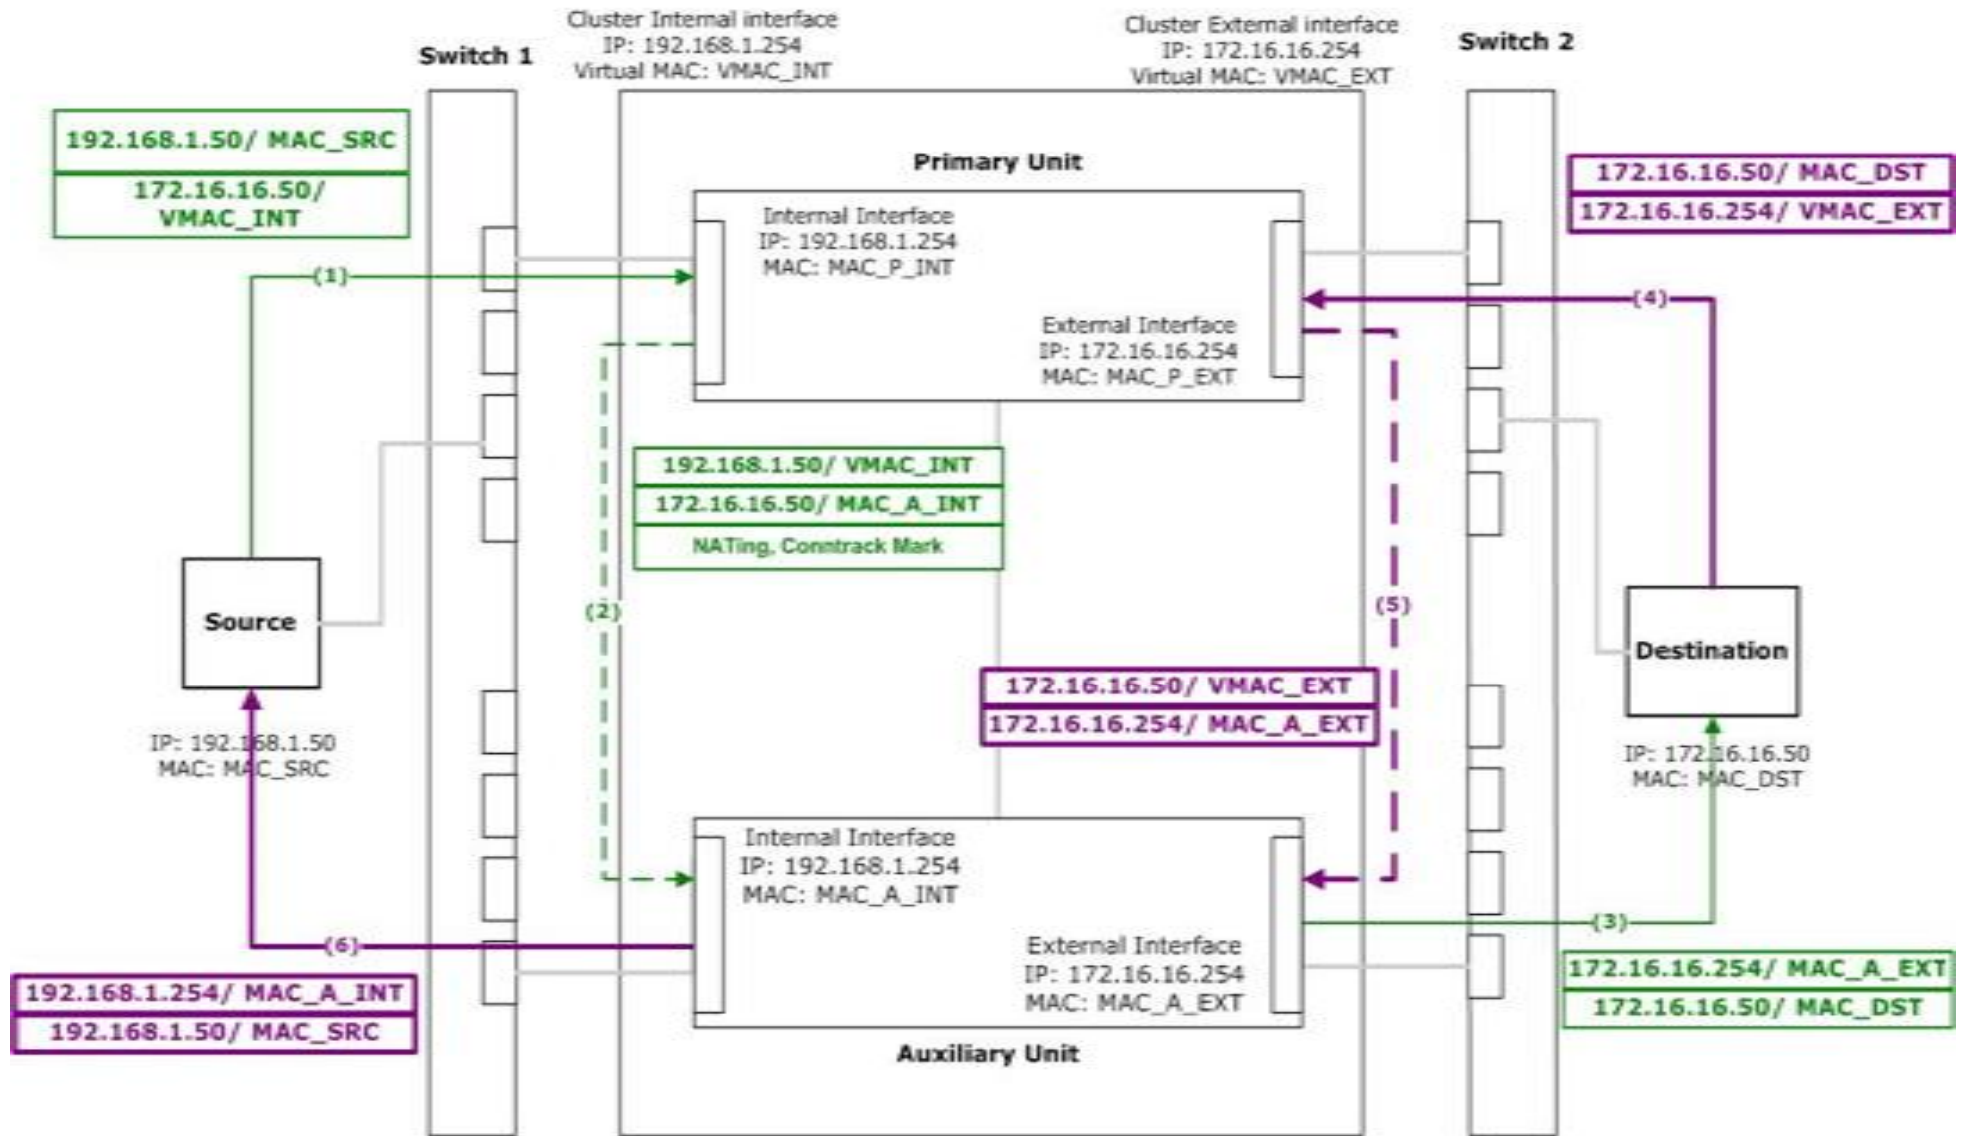 Cluster Internal interface
IP: 192.168.1.254
Virtual MAC: VMAC_INT
Cluster External interface
IP: 172.16.16.254
Virtual MAC: VMAC_EXT
Switch 1
Switch 2
192.168.1.50/ MAC_SRC
172.16.16.50/
VMAC_INT
Primary Unit
172.16.16.50/ MAC_DST
172.16.16.254/ VMAC_EXT
Internal Interface
IP: 192.168.1.254
MAC: MAC_P_INT
(1)
(4)
External Interface
IP: 172.16.16.254
MAC: MAC_P_EXT
192.168.1.50/ VMAC_INT
172.16.16.50/ MAC_A_INT
NATing, Conntrack Mark
(2)
(5)
Source
Destination
172.16.16.50/ VMAC_EXT
172.16.16.254/ MAC_A_EXT
IP: 192.168.1.50
MAC: MAC_SRC
IP: 172.16.16.50
MAC: MAC_DST
Internal Interface
IP: 192.168.1.254
MAC: MAC_A_INT
(3)
(6)
External Interface
IP: 172.16.16.254
MAC: MAC_A_EXT
192.168.1.254/ MAC_A_INT
192.168.1.50/ MAC_SRC
172.16.16.254/ MAC_A_EXT
172.16.16.50/ MAC_DST
Auxiliary Unit